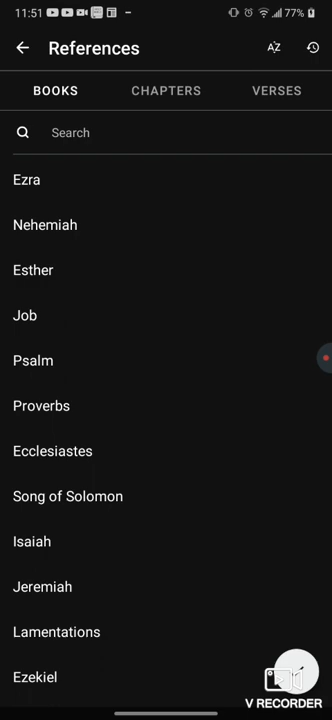 11:51
77%
References
AZ
BOOKS CHAPTERS VERSES
Search
Ezra
Nehemiah
Esther
Job
Psalm
Proverbs
Ecclesiastes
Song of Solomon
Isaiah
Jeremiah
Lamentations
Ezekiel
V RECORDER